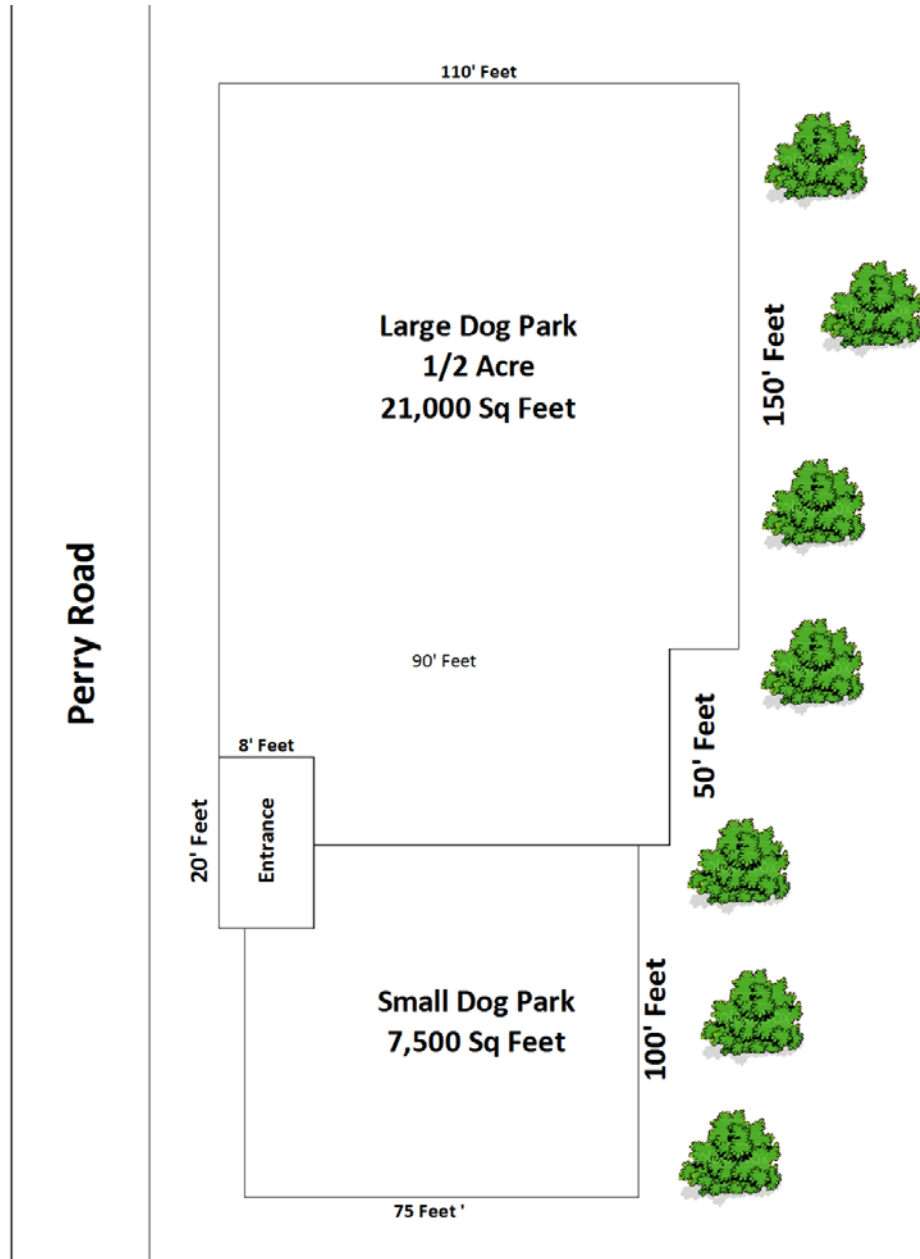 110' Feet
Large Dog Park
1/2 Acre
21,000 Sq Feet
150' Feet
Perry Road
90' Feet
50' Feet
8' Feet
20' Feet
Entrance
Small Dog Park
7,500 Sq Feet
100' Feet
75 Feet '